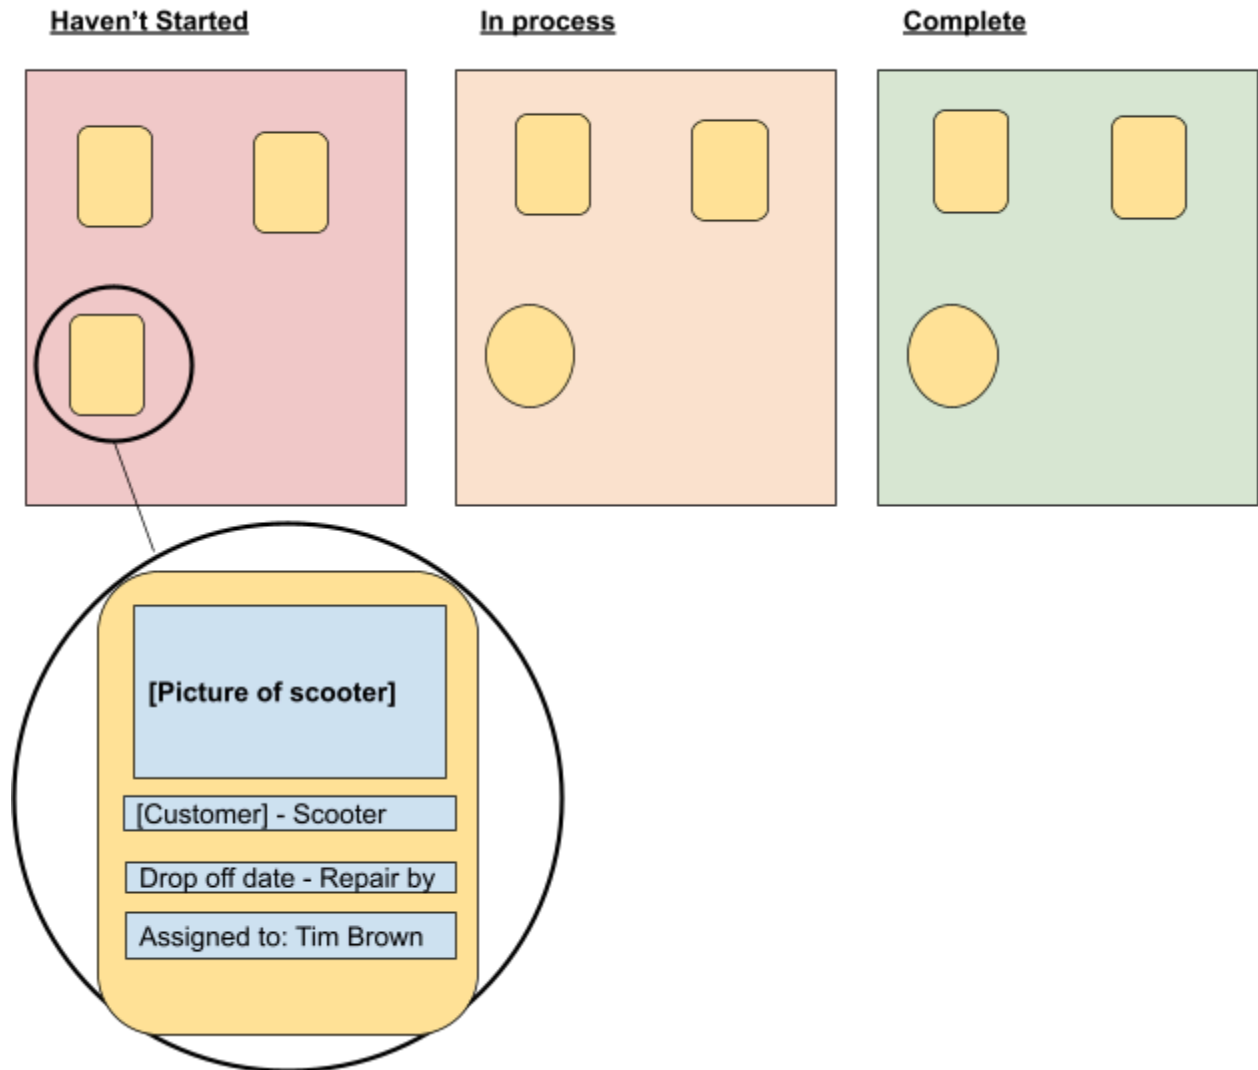 Haven’t Started
In process
Complete
[Picture of scooter]
[Customer] - Scooter
Drop off date - Repair by
Assigned to: Tim Brown